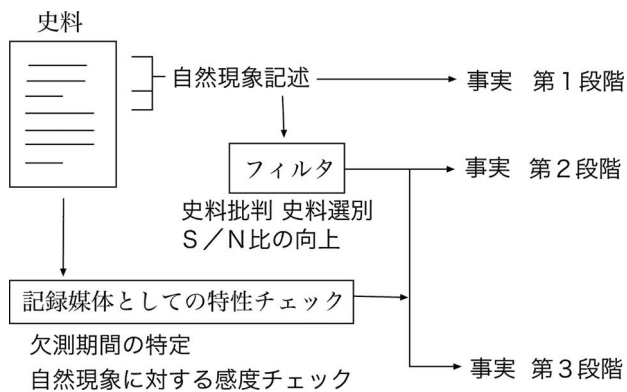 史料
自然現象記述
事実 第1段階
フィルタ
事実 第2段階
史料批判 史料選別
S／N比の向上
記録媒体としての特性チェック
欠測期間の特定
自然現象に対する感度チェック
事実 第3段階